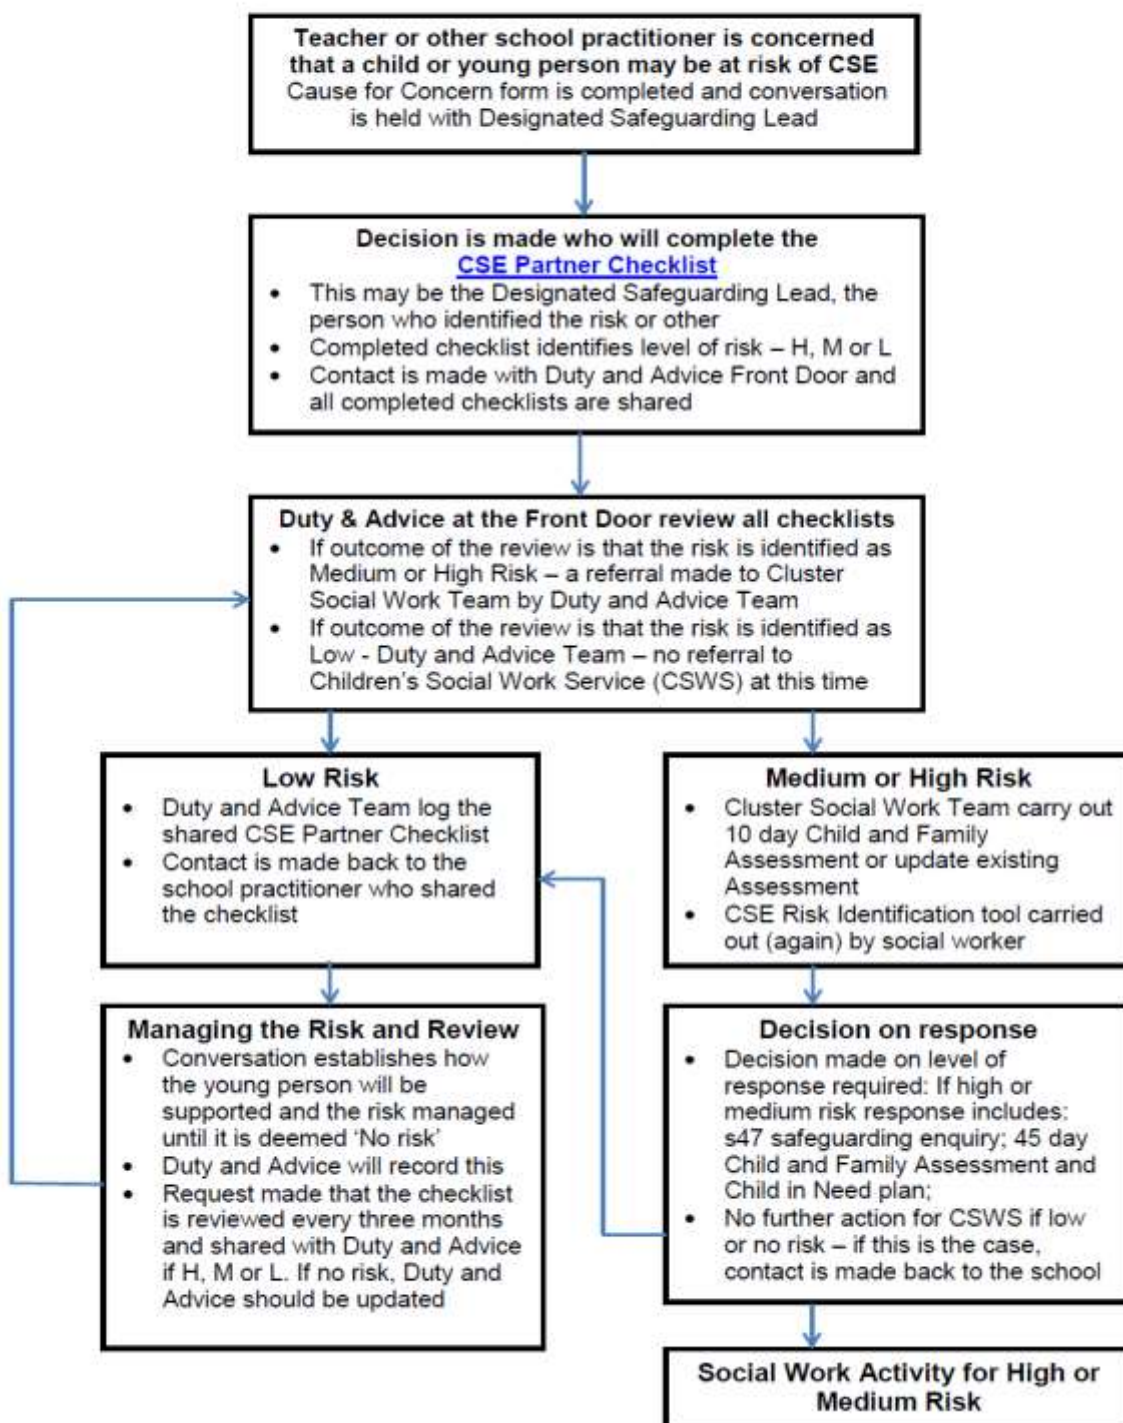 Teacher or other school practitioner is concerned
that a child or young person may be at risk of CSE
Cause for Concern form is completed and conversation
is held with Designated Safeguarding Lead
Decision is made who will complete the
CSE Partner Checklist
• This may be the Designated Safeguarding Lead, the
person who identified the risk or other
• Completed checklist identifies level of risk – H, M or L
• Contact is made with Duty and Advice Front Door and
all completed checklists are shared
Duty & Advice at the Front Door review all checklists
• If outcome of the review is that the risk is identified as
Medium or High Risk – a referral made to Cluster
Social Work Team by Duty and Advice Team
• If outcome of the review is that the risk is identified as
Low - Duty and Advice Team – no referral to
Children's Social Work Service (CSWS) at this time
Low Risk
• Duty and Advice Team log the
shared CSE Partner Checklist
• Contact is made back to the
school practitioner who shared
the checklist
Medium or High Risk
• Cluster Social Work Team carry out
10 day Child and Family
Assessment or update existing
Assessment
• CSE Risk Identification tool carried
out (again) by social worker
Managing the Risk and Review
• Conversation establishes how
the young person will be
supported and the risk managed
until it is deemed ‘No risk’
• Duty and Advice will record this
• Request made that the checklist
is reviewed every three months
and shared with Duty and Advice
if H, M or L. If no risk, Duty and
Advice should be updated
Decision on response
• Decision made on level of
response required: If high or
medium risk response includes:
s47 safeguarding enquiry; 45 day
Child and Family Assessment and
Child in Need plan;
• No further action for CSWS if low
or no risk – if this is the case,
contact is made back to the school
Social Work Activity for High or
Medium Risk